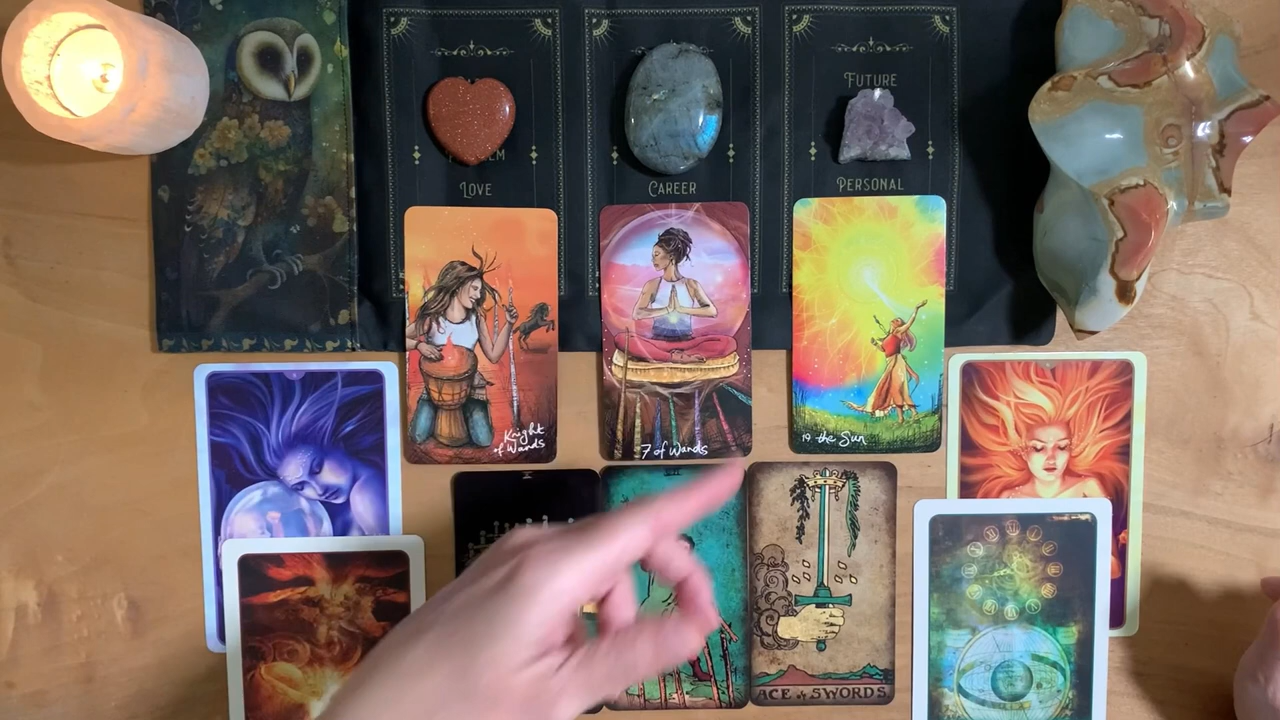 FUTURE
LOVE
CAREER
PERSONAL
Knight
of Wands
7 of Wands
19 the Sun
ACE of SWORDS